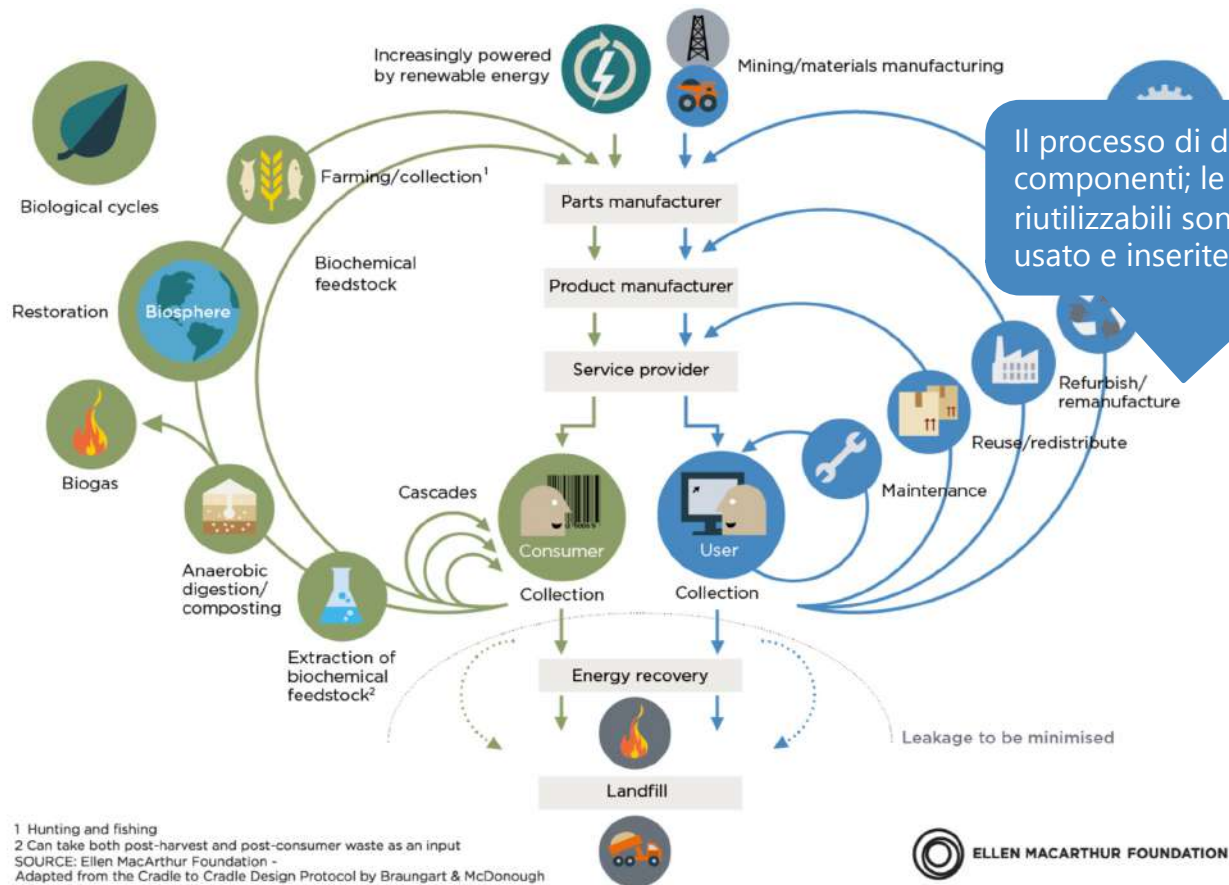 Increasingly powered
by renewable energy
Mining/materials manufacturing
Il processo di d
componenti; le
riutilizzabili son
usato e inserite
Biological cycles
Farming/collection¹
Parts manufacturer
Biochemical
feedstock
Product manufacturer
Restoration
Biosphere
Service provider
Refurbish/
remanufacture
Reuse/redistribute
Biogas
Cascades
Maintenance
Consumer
User
Anaerobic
digestion/
composting
Collection
Collection
Extraction of
biochemical
feedstock²
Energy recovery
Leakage to be minimised
Landfill
1 Hunting and fishing
2 Can take both post-harvest and post-consumer waste as an input
SOURCE: Ellen MacArthur Foundation -
Adapted from the Cradle to Cradle Design Protocol by Braungart & McDonough
ELLEN MACARTHUR FOUNDATION